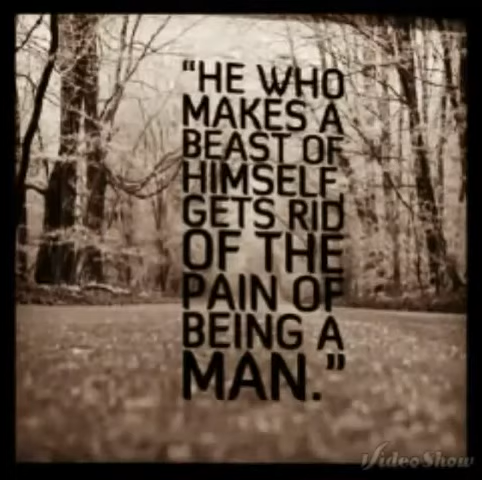 “HE WHO
MAKES A
BEAST OF
HIMSELF,
GETS RID
OF THE
PAIN OF
BEING A
MAN.”
VideoShow